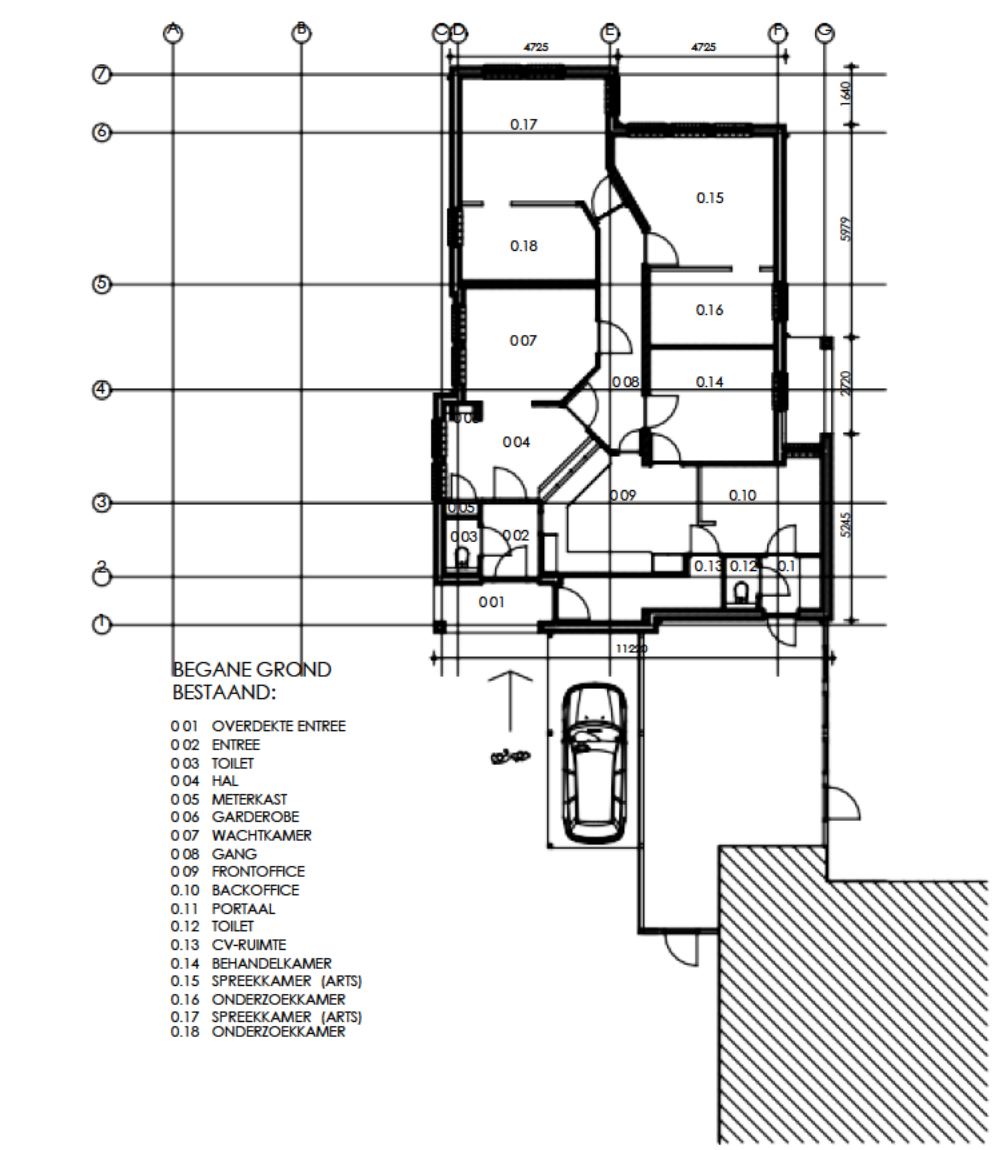 A B C D E F G
4725 4725
7
1640
6
0.17
0.15
5979
0.18
5
0.16
0 07
2720
4
0 08 0.14
0 04
3
0 09 0.10
0 05
5245
0 03 0 02
2
0.13 0.12 0.1
0 01
1
11220
BEGANE GROND
BESTAAND:
0 01 OVERDEKTE ENTREE
0 02 ENTREE
0 03 TOILET
0 04 HAL
0 05 METERKAST
0 06 GARDEROBE
0 07 WACHTKAMER
0 08 GANG
0 09 FRONTOFFICE
0.10 BACKOFFICE
0.11 PORTAAL
0.12 TOILET
0.13 CV-RUIMTE
0.14 BEHANDELKAMER
0.15 SPREEKKAMER (ARTS)
0.16 ONDERZOEKKAMER
0.17 SPREEKKAMER (ARTS)
0.18 ONDERZOEKKAMER